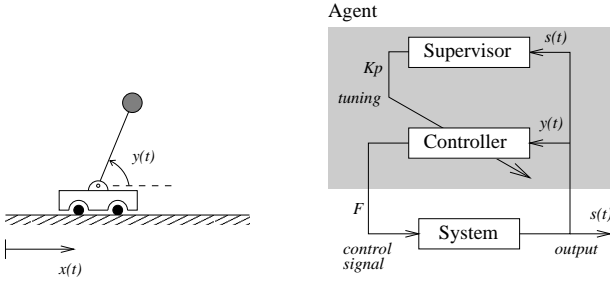 y(t)
x(t)
Agent
Supervisor
s(t)
Kp
tuning
Controller
y(t)
F
control
signal
System
s(t)
output